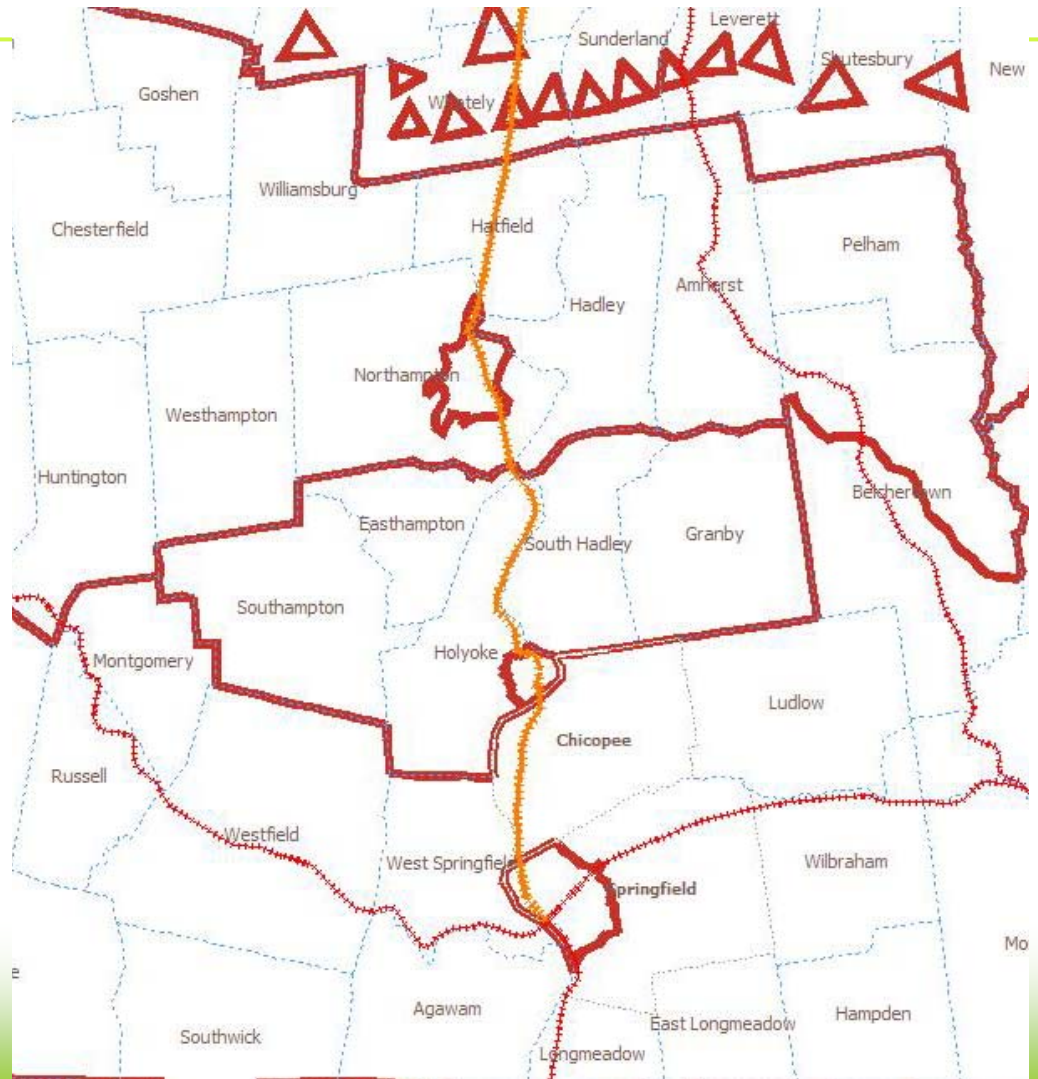 Leverett
Sunderland
Shutesbury
New
Goshen
Whately
Williamsburg
Chesterfield
Hatfield
Pelham
Amherst
Hadley
Northampton
Westhampton
Huntington
Belchertown
Easthampton
South Hadley
Granby
Southampton
Holyoke
Montgomery
Ludlow
Chicopee
Russell
Westfield
West Springfield
Wilbraham
Springfield
Mo
e
Agawam
Hampden
East Longmeadow
Southwick
Longmeadow